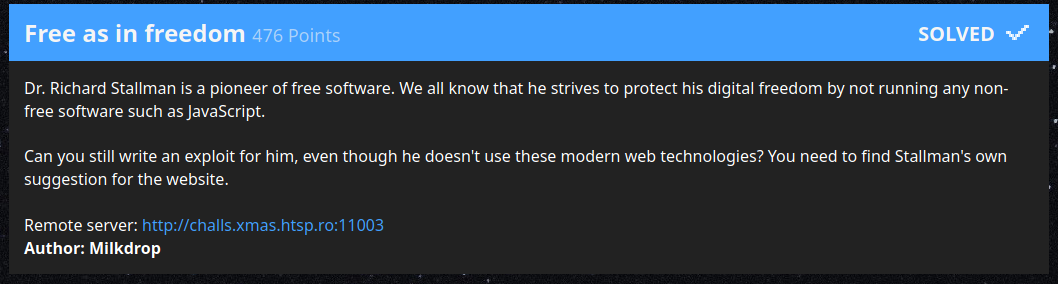 Free as in freedom 476 Points SOLVED
Dr. Richard Stallman is a pioneer of free software. We all know that he strives to protect his digital freedom by not running any non-
free software such as JavaScript.
Can you still write an exploit for him, even though he doesn't use these modern web technologies? You need to find Stallman's own
suggestion for the website.
Remote server: http://challs.xmas.htsp.ro:11003
Author: Milkdrop